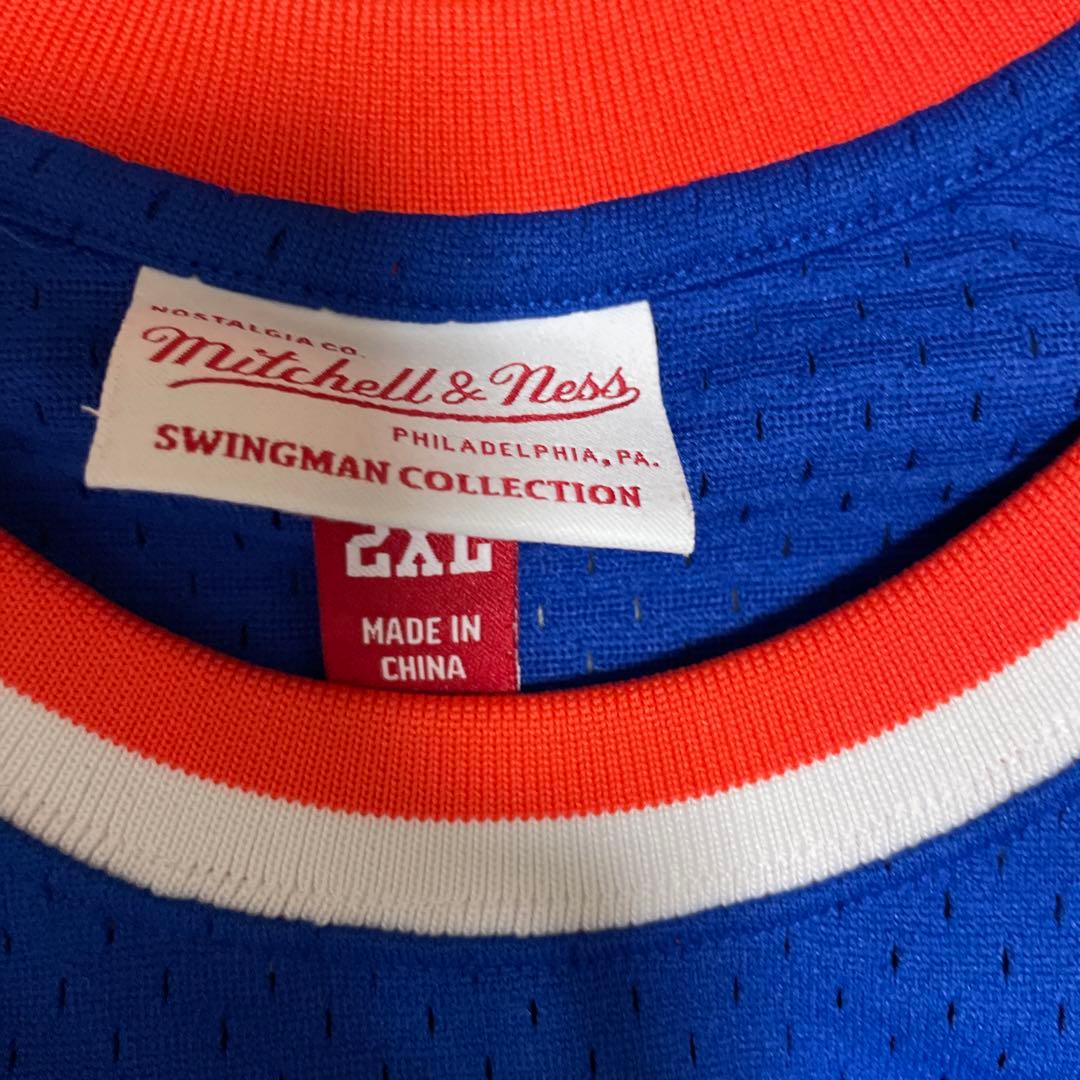 NOSTALGIA CO.
Mitchell & Ness
PHILADELPHIA, PA.
SWINGMAN COLLECTION
2XL
MADE IN
CHINA